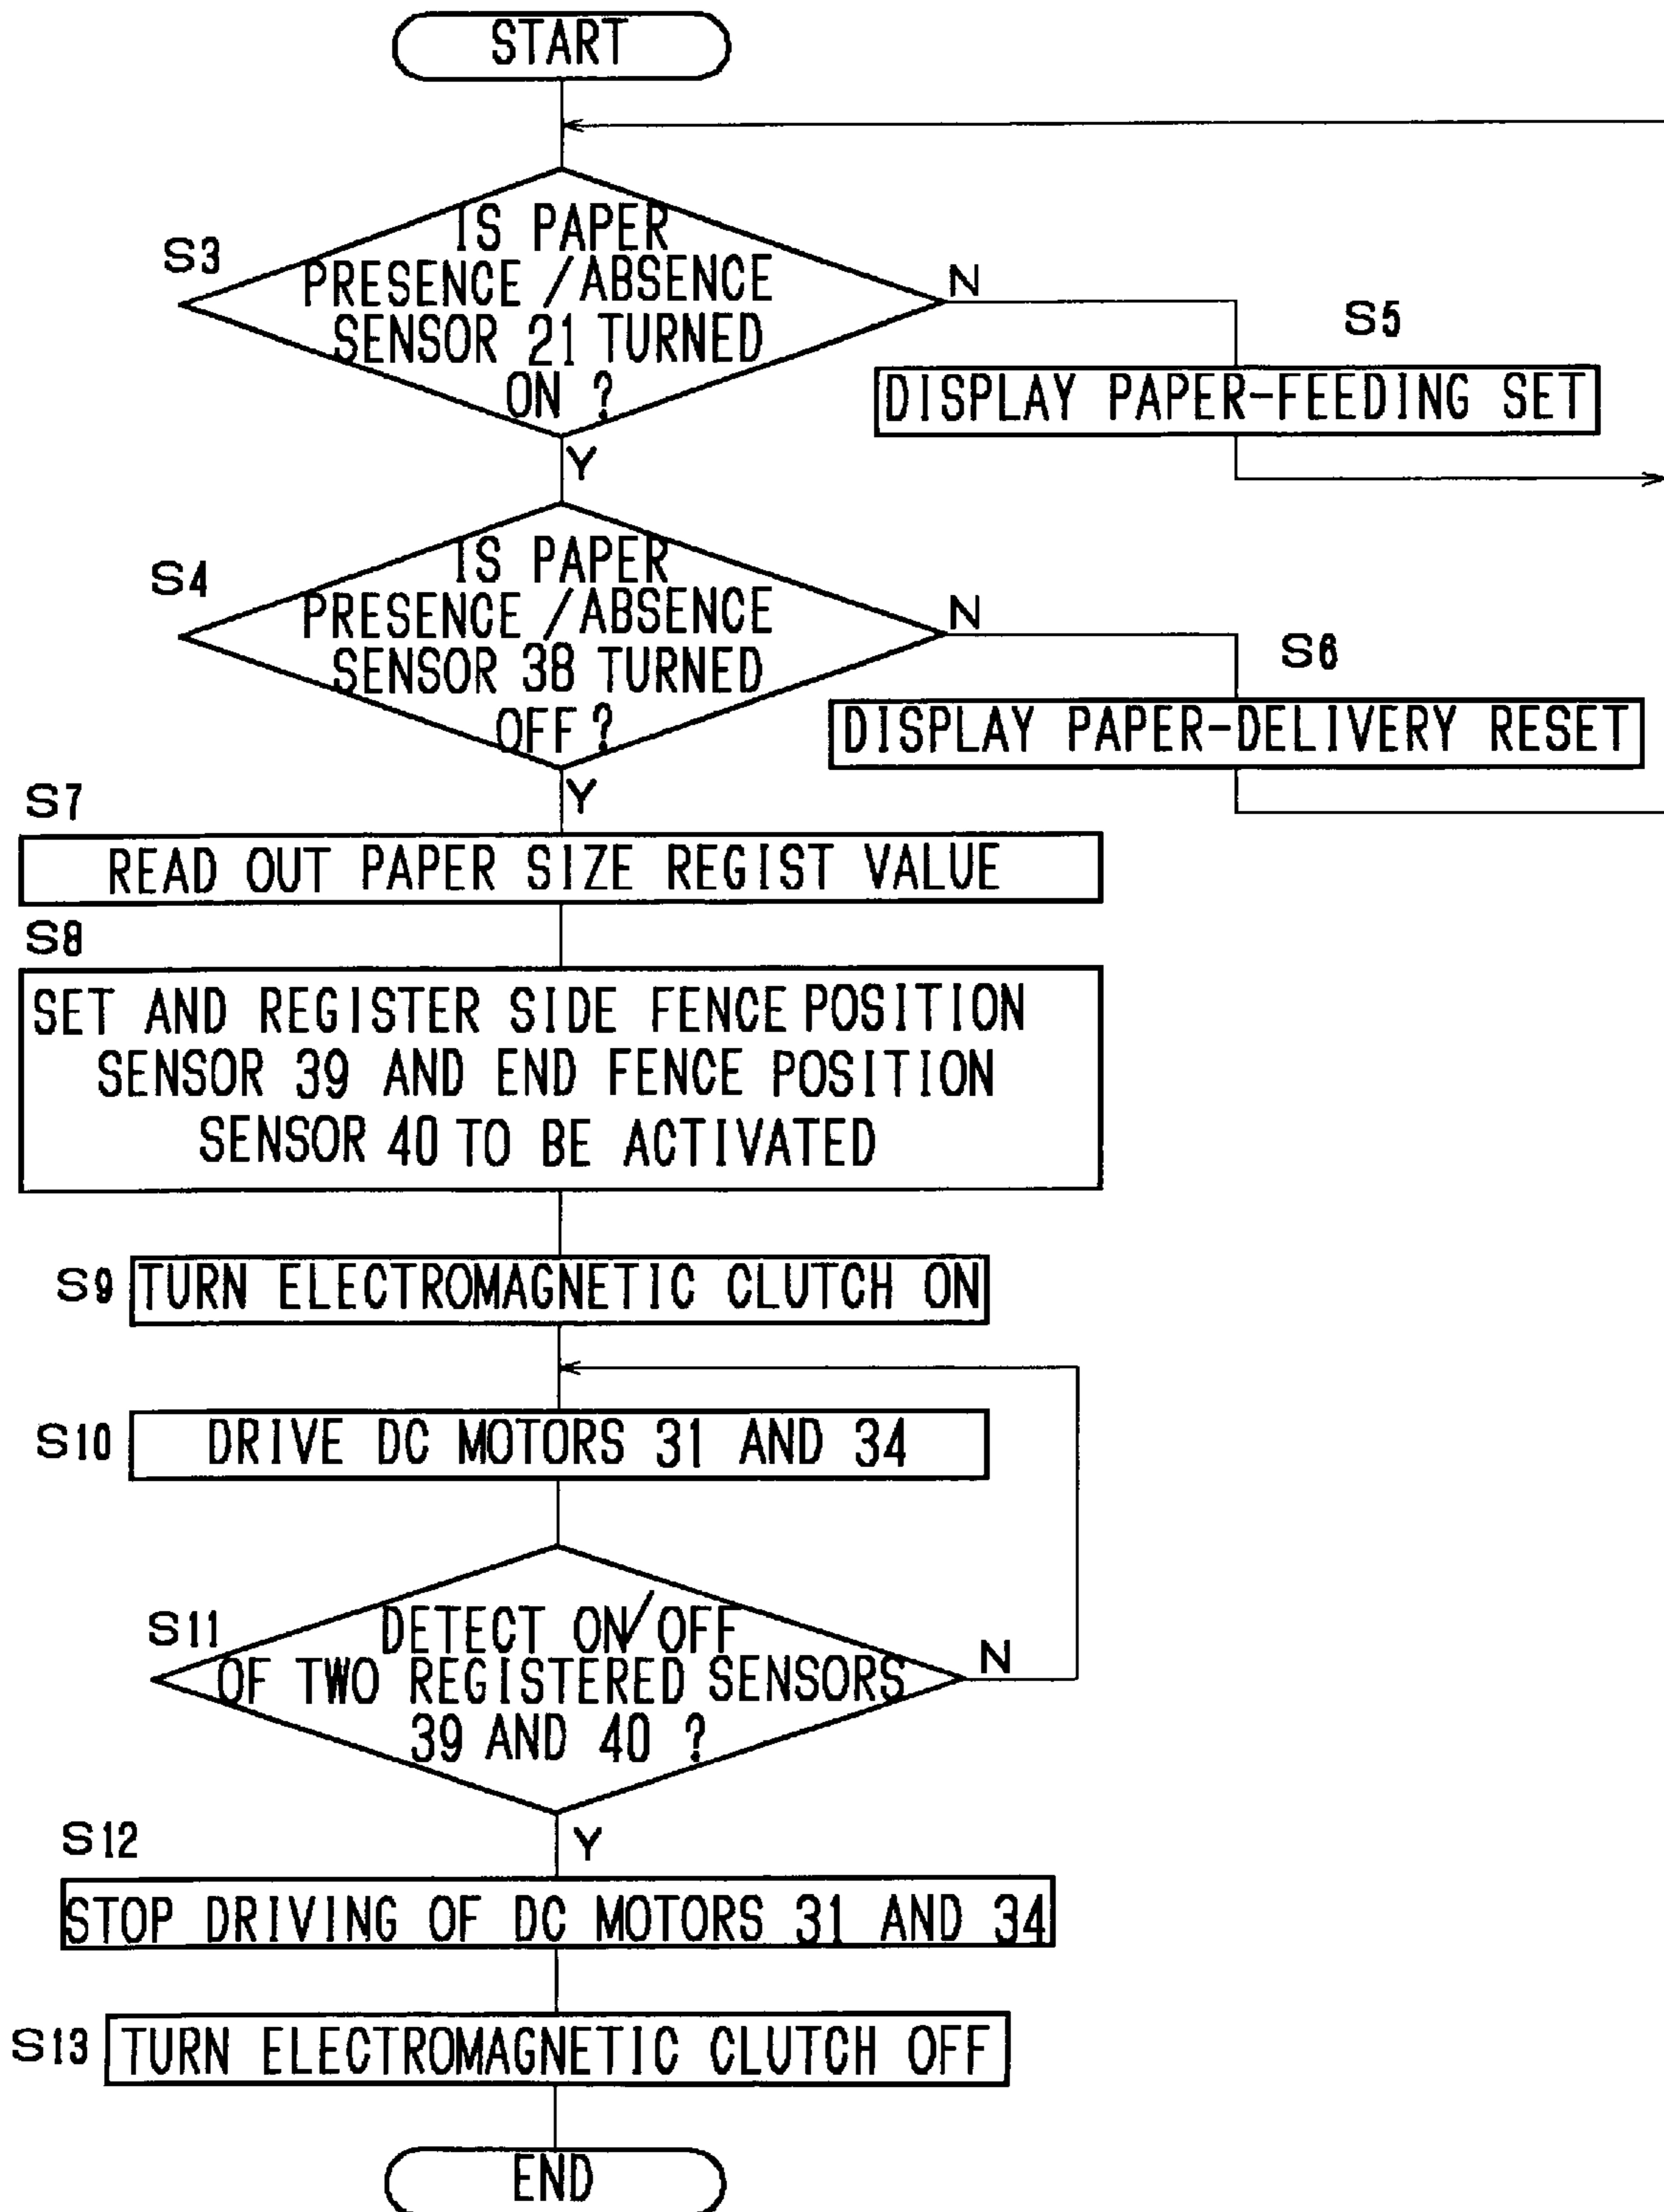 START
S3
IS PAPER
PRESENCE/ABSENCE
SENSOR 21 TURNED
ON ?
N
S5
DISPLAY PAPER-FEEDING SET
Y
S4
IS PAPER
PRESENCE/ABSENCE
SENSOR 38 TURNED
OFF ?
N
S6
DISPLAY PAPER-DELIVERY RESET
Y
S7
READ OUT PAPER SIZE REGIST VALUE
S8
SET AND REGISTER SIDE FENCE POSITION
SENSOR 39 AND END FENCE POSITION
SENSOR 40 TO BE ACTIVATED
S9
TURN ELECTROMAGNETIC CLUTCH ON
S10
DRIVE DC MOTORS 31 AND 34
S11
DETECT ON/OFF
OF TWO REGISTERED SENSORS
39 AND 40 ?
N
Y
S12
STOP DRIVING OF DC MOTORS 31 AND 34
S13
TURN ELECTROMAGNETIC CLUTCH OFF
END